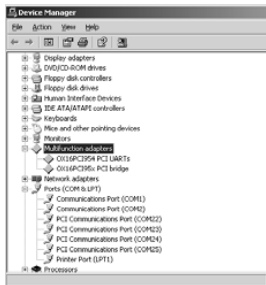 Device Manager
File Action View Help
Display adapters
DVD/CD-ROM drives
Floppy disk controllers
Floppy disk drives
Human Interface Devices
IDE ATA/ATAPI controllers
Keyboards
Mice and other pointing devices
Monitors
Multifunction adapters
OX16PCI954 PCI UARTs
OX16PCI95x PCI bridge
Network adapters
Ports (COM & LPT)
Communications Port (COM1)
Communications Port (COM2)
PCI Communications Port (COM22)
PCI Communications Port (COM23)
PCI Communications Port (COM24)
PCI Communications Port (COM25)
Printer Port (LPT1)
Processors